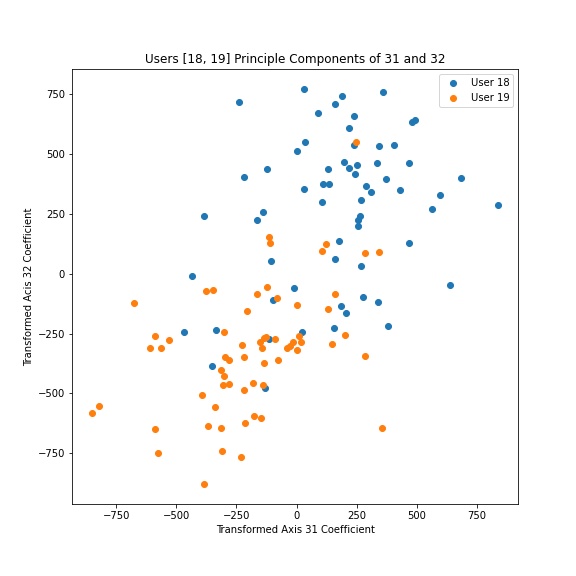 Users [18, 19] Principle Components of 31 and 32
User 18
User 19
Transformed Acis 32 Coefficient
750
500
250
0
−250
−500
−750
−750
−500
−250
0
250
500
750
Transformed Axis 31 Coefficient